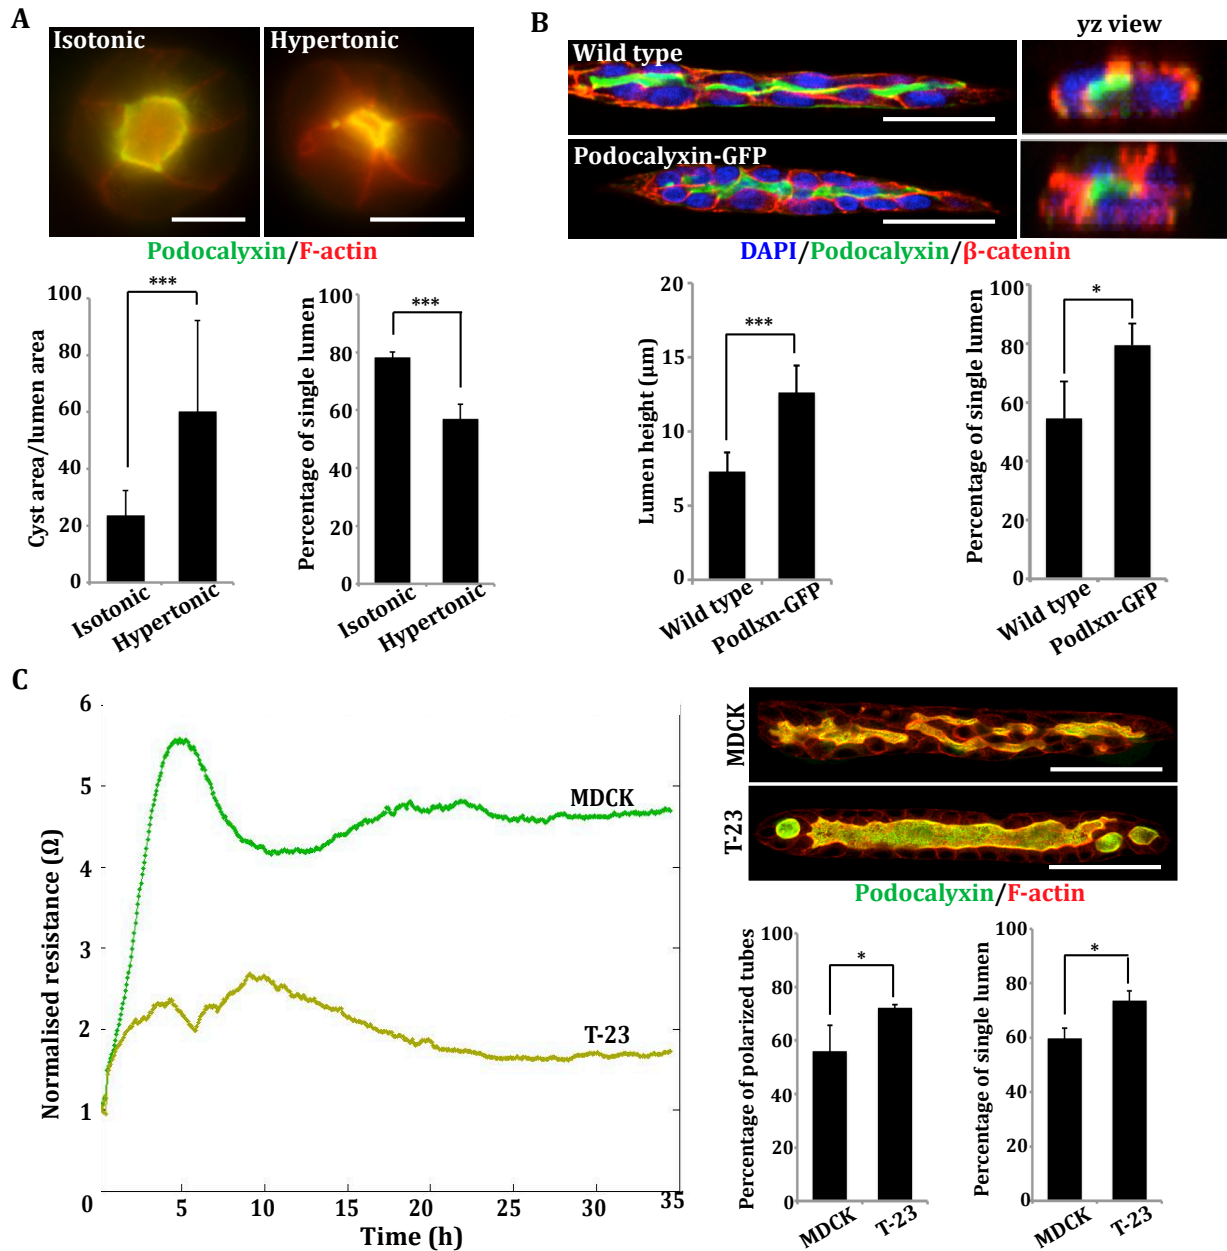 A
Isotonic
Hypertonic
Podocalyxin/F-actin
100
80
60
40
20
0
Cyst area/lumen area
***
Isotonic
Hypertonic
100
80
60
40
20
0
Percentage of single lumen
***
Isotonic
Hypertonic
B
yz view
Wild type
Podocalyxin-GFP
DAPI/Podocalyxin/β-catenin
20
15
10
5
0
Lumen height (μm)
***
Wild type
Podlxn-GFP
100
80
60
40
20
0
Percentage of single lumen
*
Wild type
Podlxn-GFP
C
6
5
4
3
2
1
0
Normalised resistance (Ω)
MDCK
T-23
5
10
15
20
25
30
35
Time (h)
MDCK
T-23
Podocalyxin/F-actin
100
80
60
40
20
0
Percentage of polarized tubes
*
MDCK
T-23
100
80
60
40
20
0
Percentage of single lumen
*
MDCK
T-23